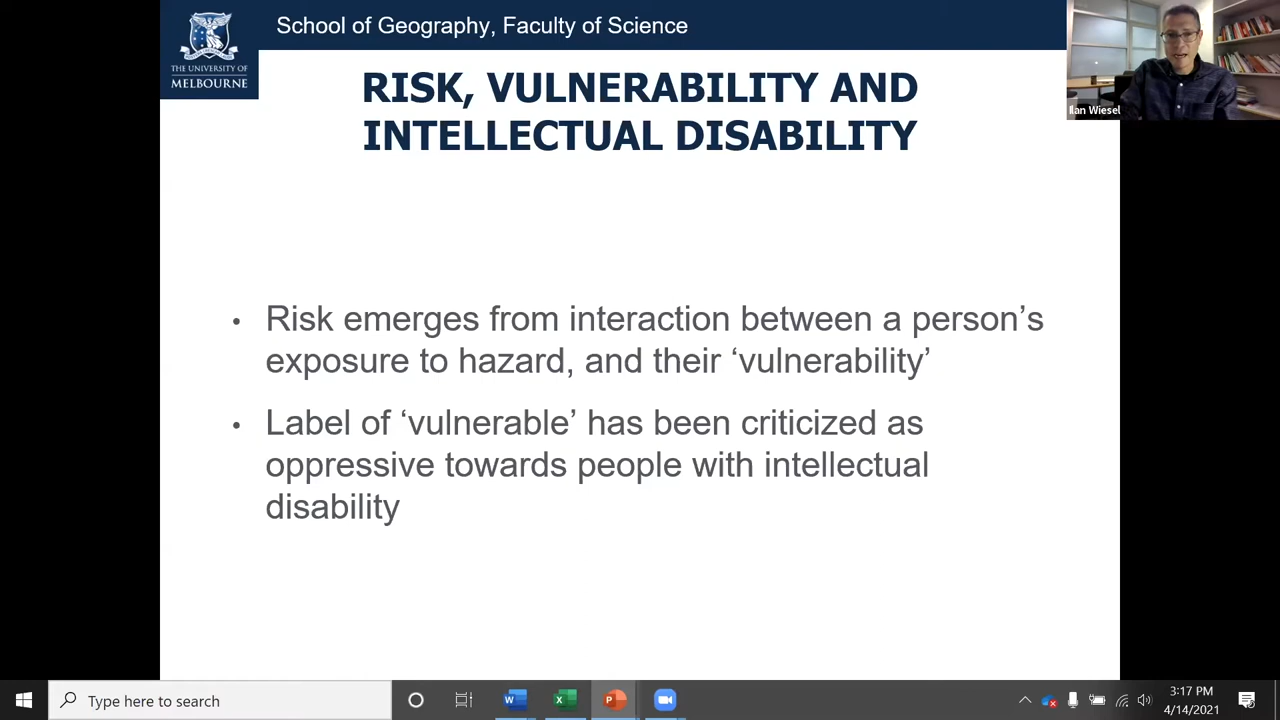 School of Geography, Faculty of Science
THE UNIVERSITY OF
MELBOURNE
Ilan Wiesel
RISK, VULNERABILITY AND
INTELLECTUAL DISABILITY
• Risk emerges from interaction between a person’s
exposure to hazard, and their ‘vulnerability’
• Label of ‘vulnerable’ has been criticized as
oppressive towards people with intellectual
disability
Type here to search
3:17 PM
4/14/2021